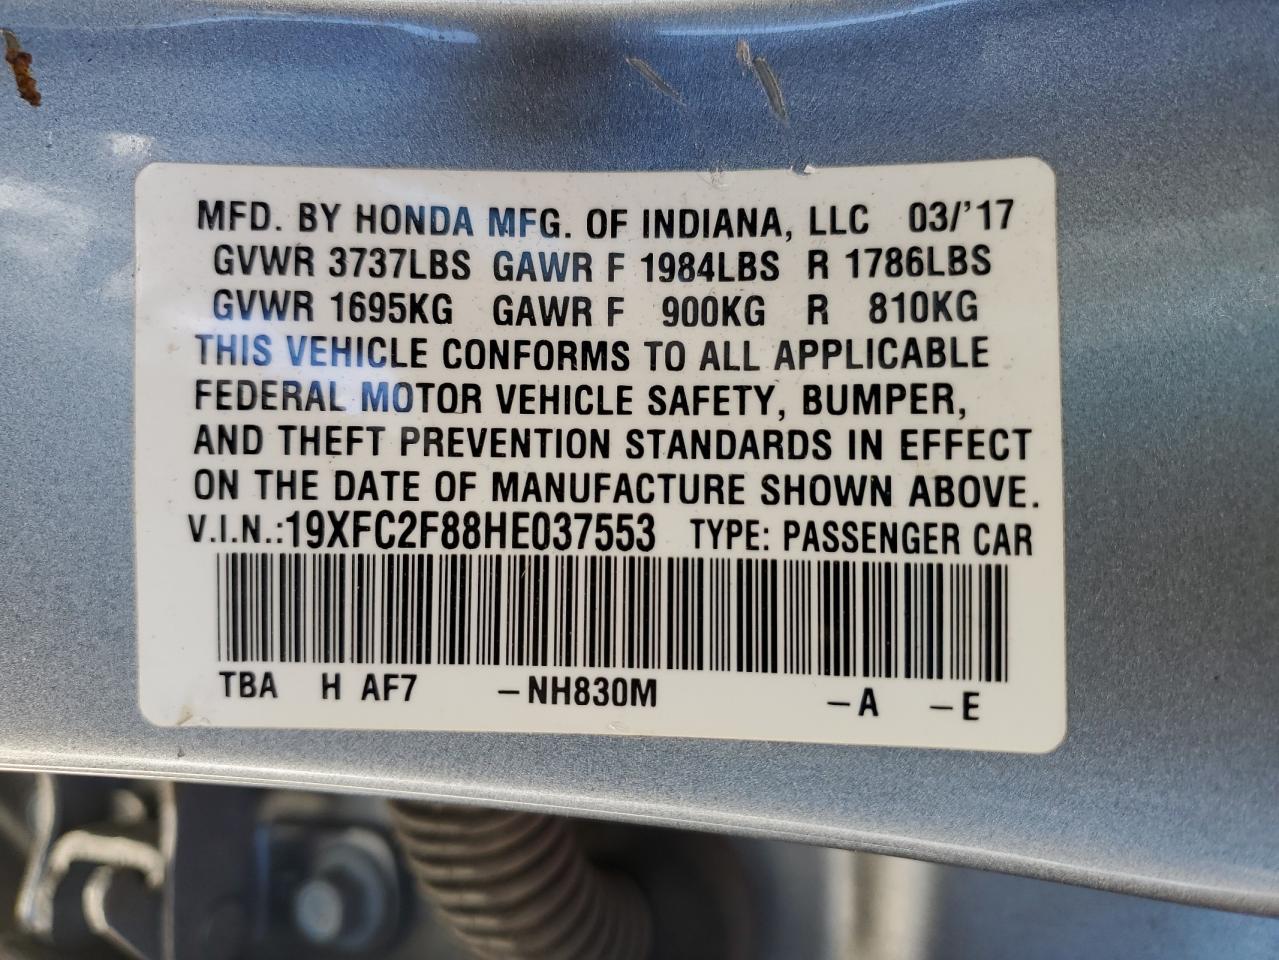 MFD. BY HONDA MFG. OF INDIANA, LLC 03/'17
GVWR 3737LBS GAWR F 1984LBS R 1786LBS
GVWR 1695KG GAWR F 900KG R 810KG
THIS VEHICLE CONFORMS TO ALL APPLICABLE
FEDERAL MOTOR VEHICLE SAFETY, BUMPER,
AND THEFT PREVENTION STANDARDS IN EFFECT
ON THE DATE OF MANUFACTURE SHOWN ABOVE.
V.I.N.:19XFC2F88HE037553 TYPE: PASSENGER CAR
TBA H AF7 -NH830M -A -E